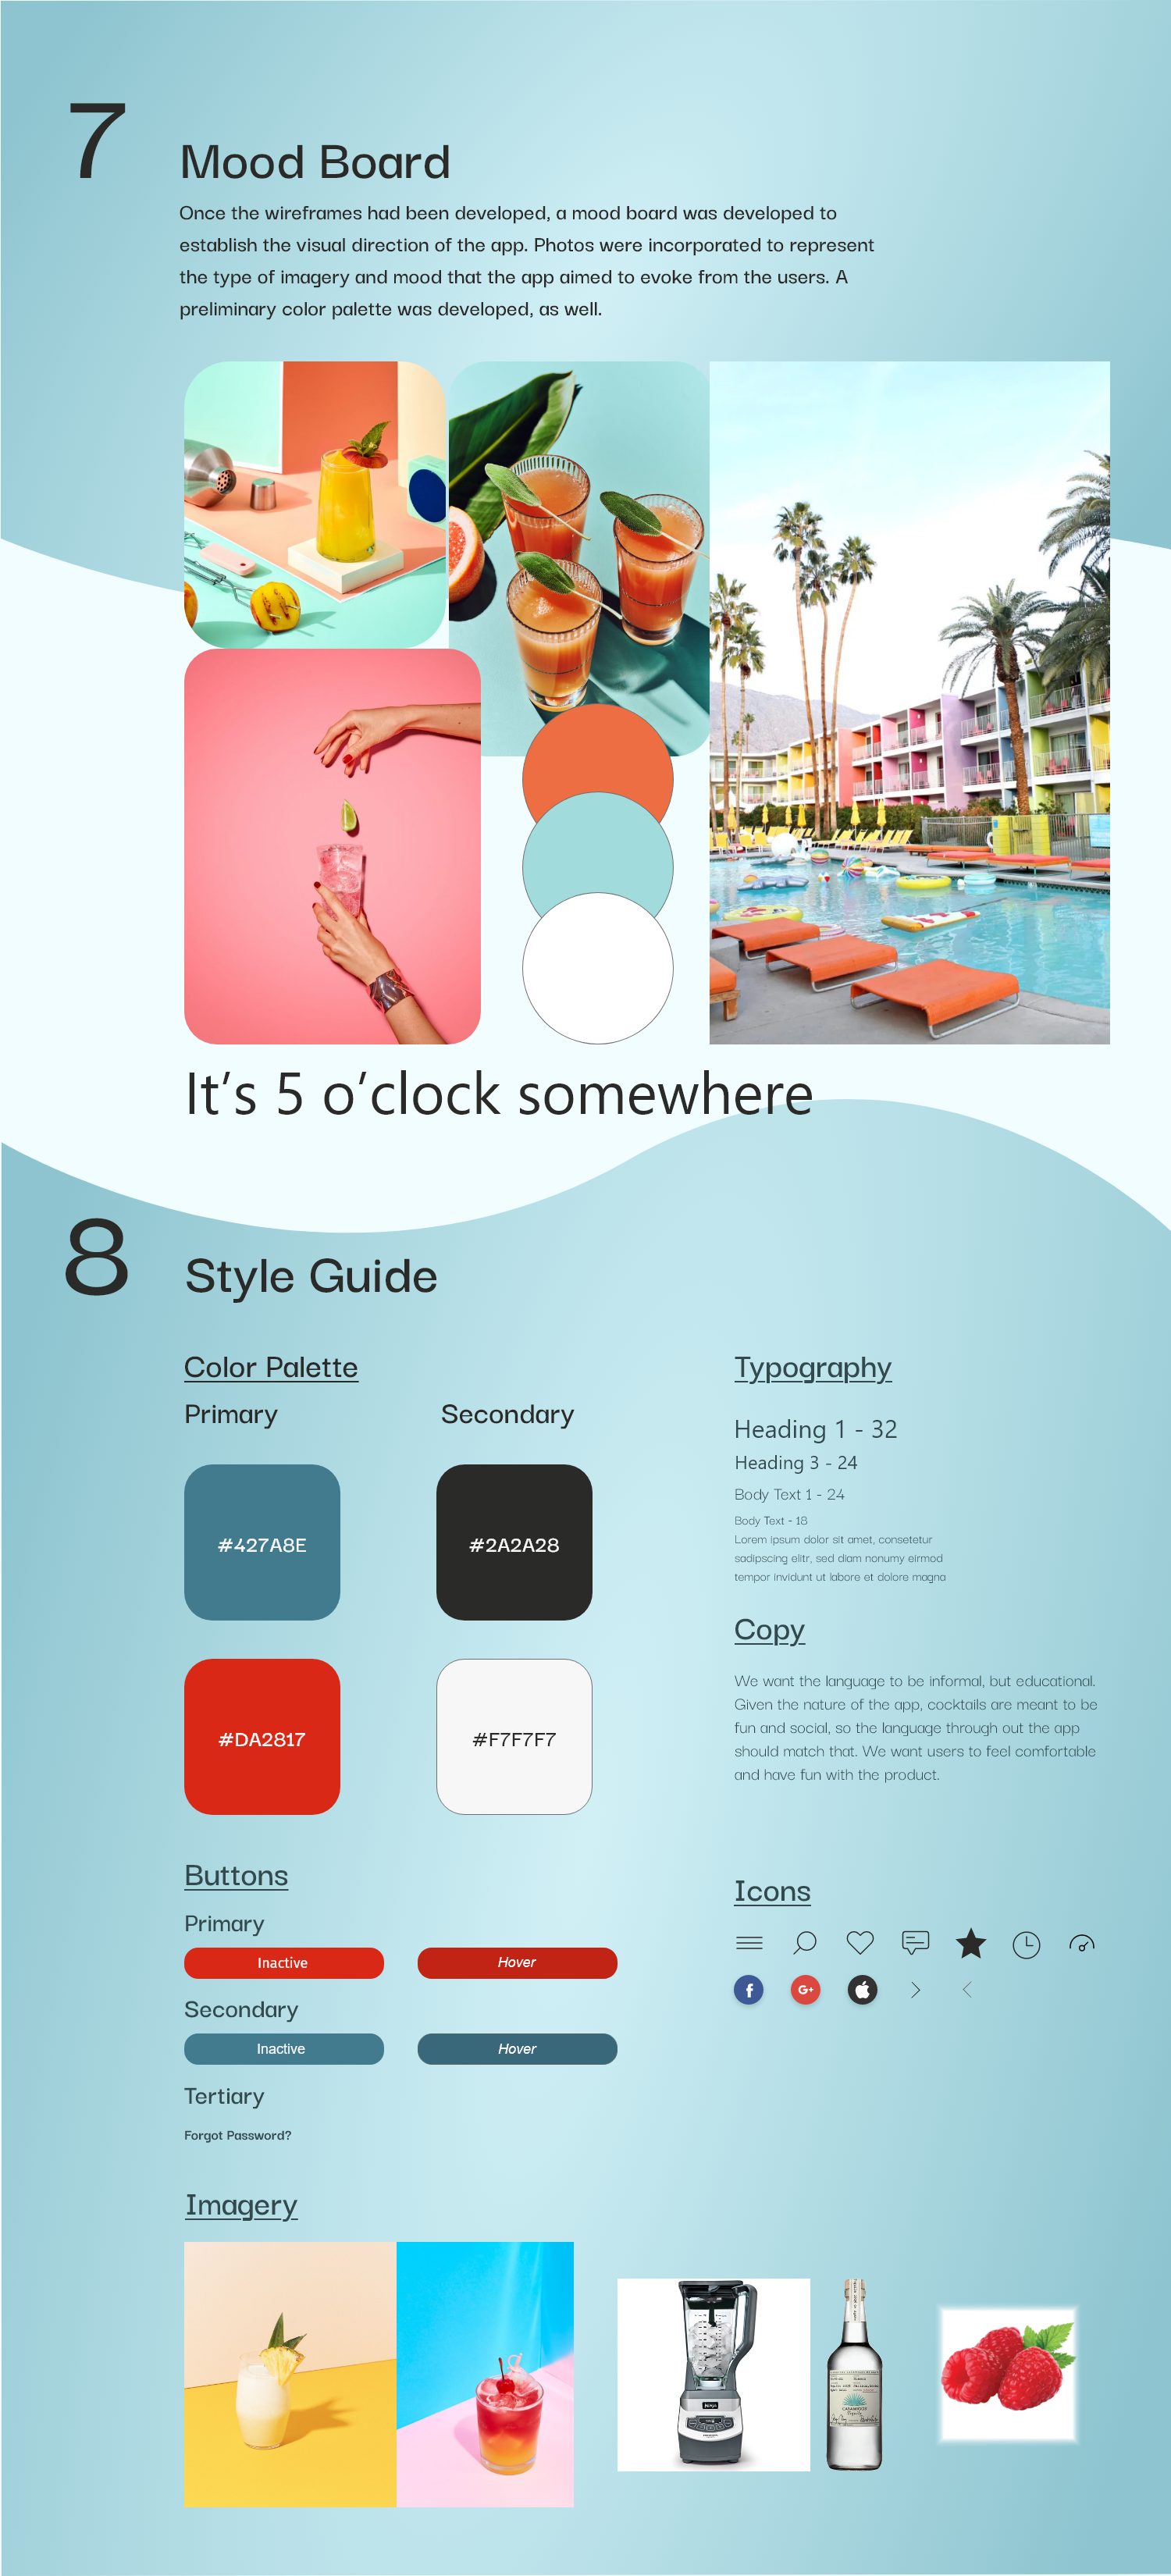 7
Mood Board
Once the wireframes had been developed, a mood board was developed to
establish the visual direction of the app. Photos were incorporated to represent
the type of imagery and mood that the app aimed to evoke from the users. A
preliminary color palette was developed, as well.
It’s 5 o’clock somewhere
8
Style Guide
Color Palette
Primary
Secondary
#427A8E
#2A2A28
#DA2817
#F7F7F7
Typography
Heading 1 - 32
Heading 3 - 24
Body Text 1 - 24
Body Text - 18
Lorem ipsum dolor sit amet, consetetur
sadipscing elitr, sed diam nonumy eirmod
tempor invidunt ut labore et dolore magna
Copy
We want the language to be informal, but educational.
Given the nature of the app, cocktails are meant to be
fun and social, so the language through out the app
should match that. We want users to feel comfortable
and have fun with the product.
Buttons
Primary
Inactive
Hover
Secondary
Inactive
Hover
Tertiary
Forgot Password?
Icons
f
G+
Imagery
Ninja
CASAMIGOS